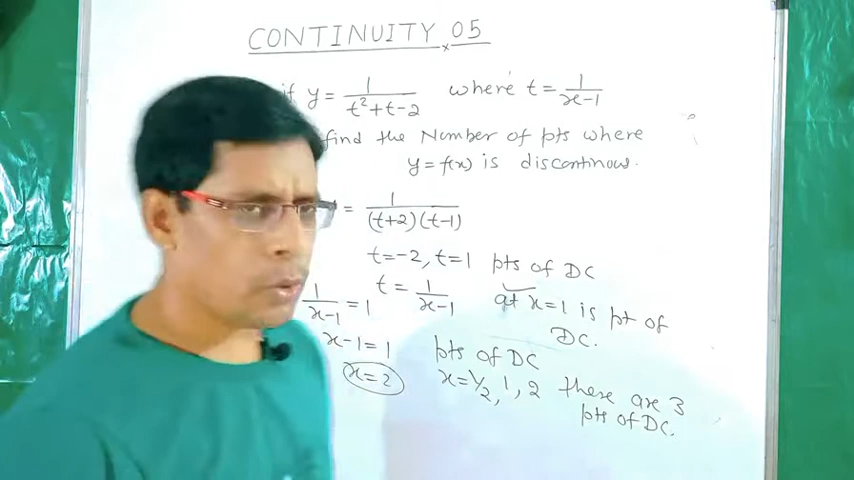 CONTINUITY 05
if y = 1/(t²+t-2) where t = 1/(x-1)
find the Number of pts where
y = f(x) is discontinous.
= 1/((t+2)(t-1))
t=-2, t=1 pts of DC
t = 1/(x-1) at x=1 is pt of
DC.
1/(x-1) = 1
x-1=1
x=2
pts of DC
x=1/2, 1, 2 there are 3
pts of DC.